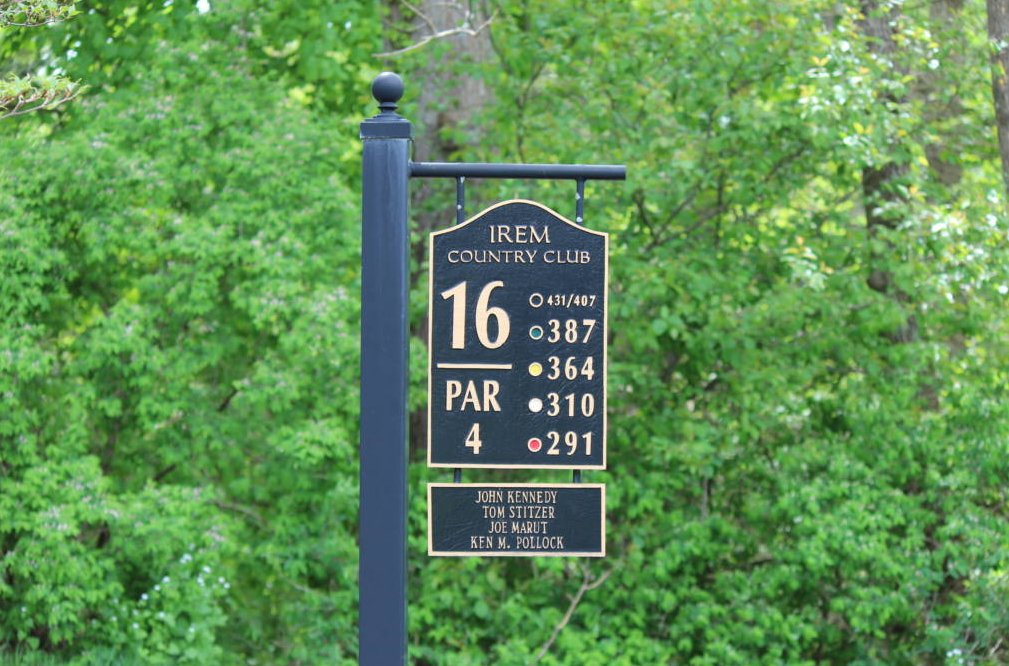 IREM
COUNTRY CLUB
16
PAR
4
431/407
387
364
310
291
JOHN KENNEDY
TOM STITZER
JOE MARUT
KEN M. POLLOCK